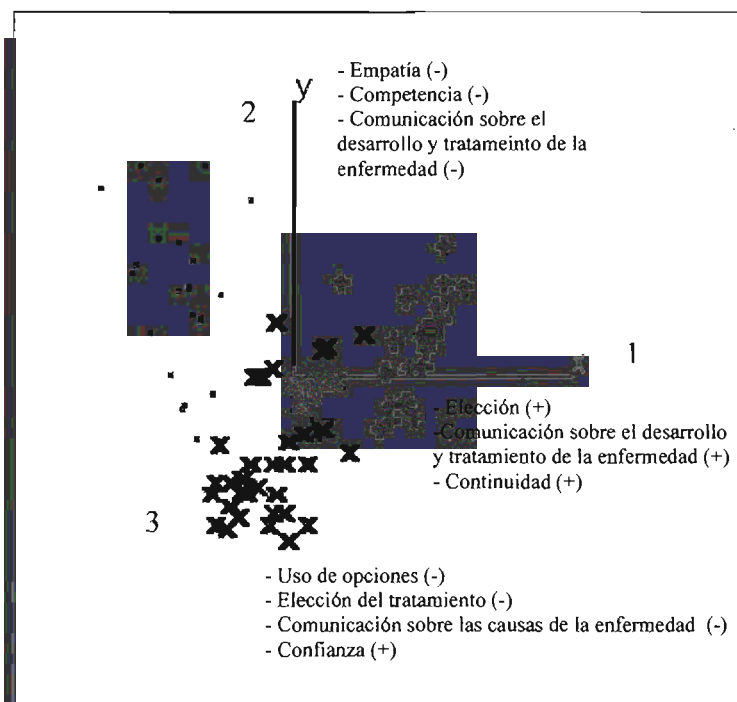 - Empatía (-)
y
- Competencia (-)
2
- Comunicación sobre el
desarrollo y tratameinto de la
enfermedad (-)
1
- Elección (+)
-Comunicación sobre el desarrollo
y tratamiento de la enfermedad (+)
- Continuidad (+)
3
- Uso de opciones (-)
- Elección del tratamiento (-)
- Comunicación sobre las causas de la enfermedad (-)
- Confianza (+)